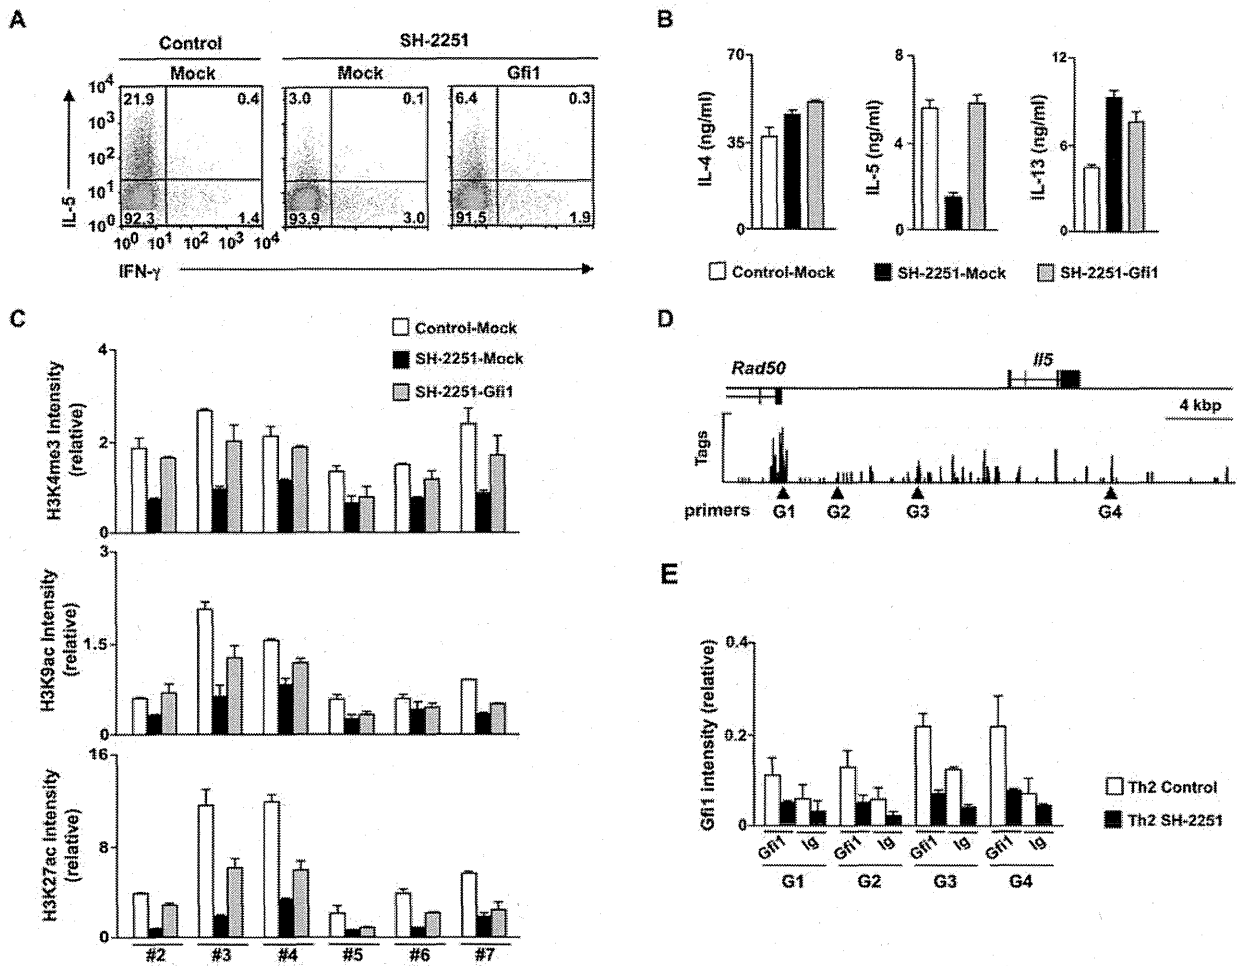 A
Control
SH-2251
Mock
Mock
Gfi1
10⁴
10³
10²
10¹
10⁰
IL-5
21.9
0.4
92.3
1.4
3.0
0.1
93.9
3.0
6.4
0.3
91.5
1.9
10⁰ 10¹ 10² 10³ 10⁴
IFN-γ
B
70
35
0
IL-4 (ng/ml)
8
4
0
IL-5 (ng/ml)
12
6
0
IL-13 (ng/ml)
Control-Mock
SH-2251-Mock
SH-2251-Gfi1
C
Control-Mock
SH-2251-Mock
SH-2251-Gfi1
4
2
0
H3K4me3 Intensity
(relative)
3
1.5
0
H3K9ac Intensity
(relative)
16
8
0
H3K27ac Intensity
(relative)
#2 #3 #4 #5 #6 #7
D
Rad50
Il5
4 kbp
Tags
primers G1 G2 G3 G4
E
0.4
0.2
0
Gfi1 intensity (relative)
Gfi1 Ig Gfi1 Ig Gfi1 Ig Gfi1 Ig
G1 G2 G3 G4
Th2 Control
Th2 SH-2251